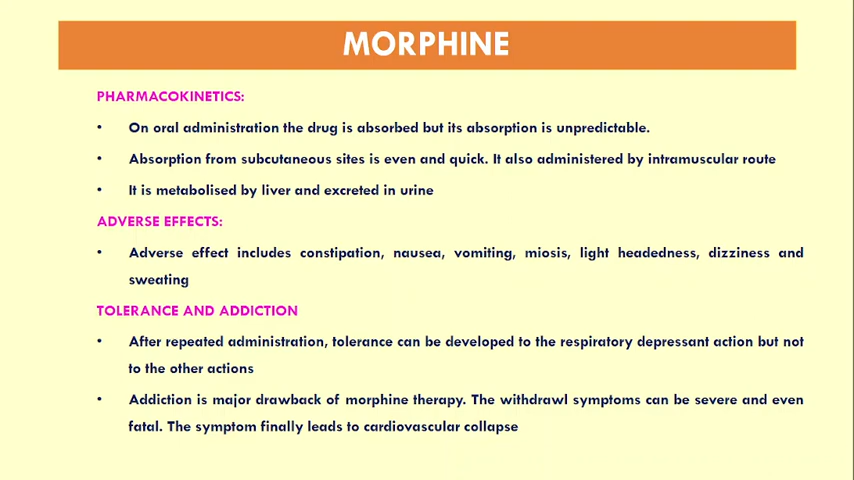 MORPHINE
PHARMACOKINETICS:
• On oral administration the drug is absorbed but its absorption is unpredictable.
• Absorption from subcutaneous sites is even and quick. It also administered by intramuscular route
• It is metabolised by liver and excreted in urine
ADVERSE EFFECTS:
• Adverse effect includes constipation, nausea, vomiting, miosis, light headedness, dizziness and
sweating
TOLERANCE AND ADDICTION
• After repeated administration, tolerance can be developed to the respiratory depressant action but not
to the other actions
• Addiction is major drawback of morphine therapy. The withdrawl symptoms can be severe and even
fatal. The symptom finally leads to cardiovascular collapse